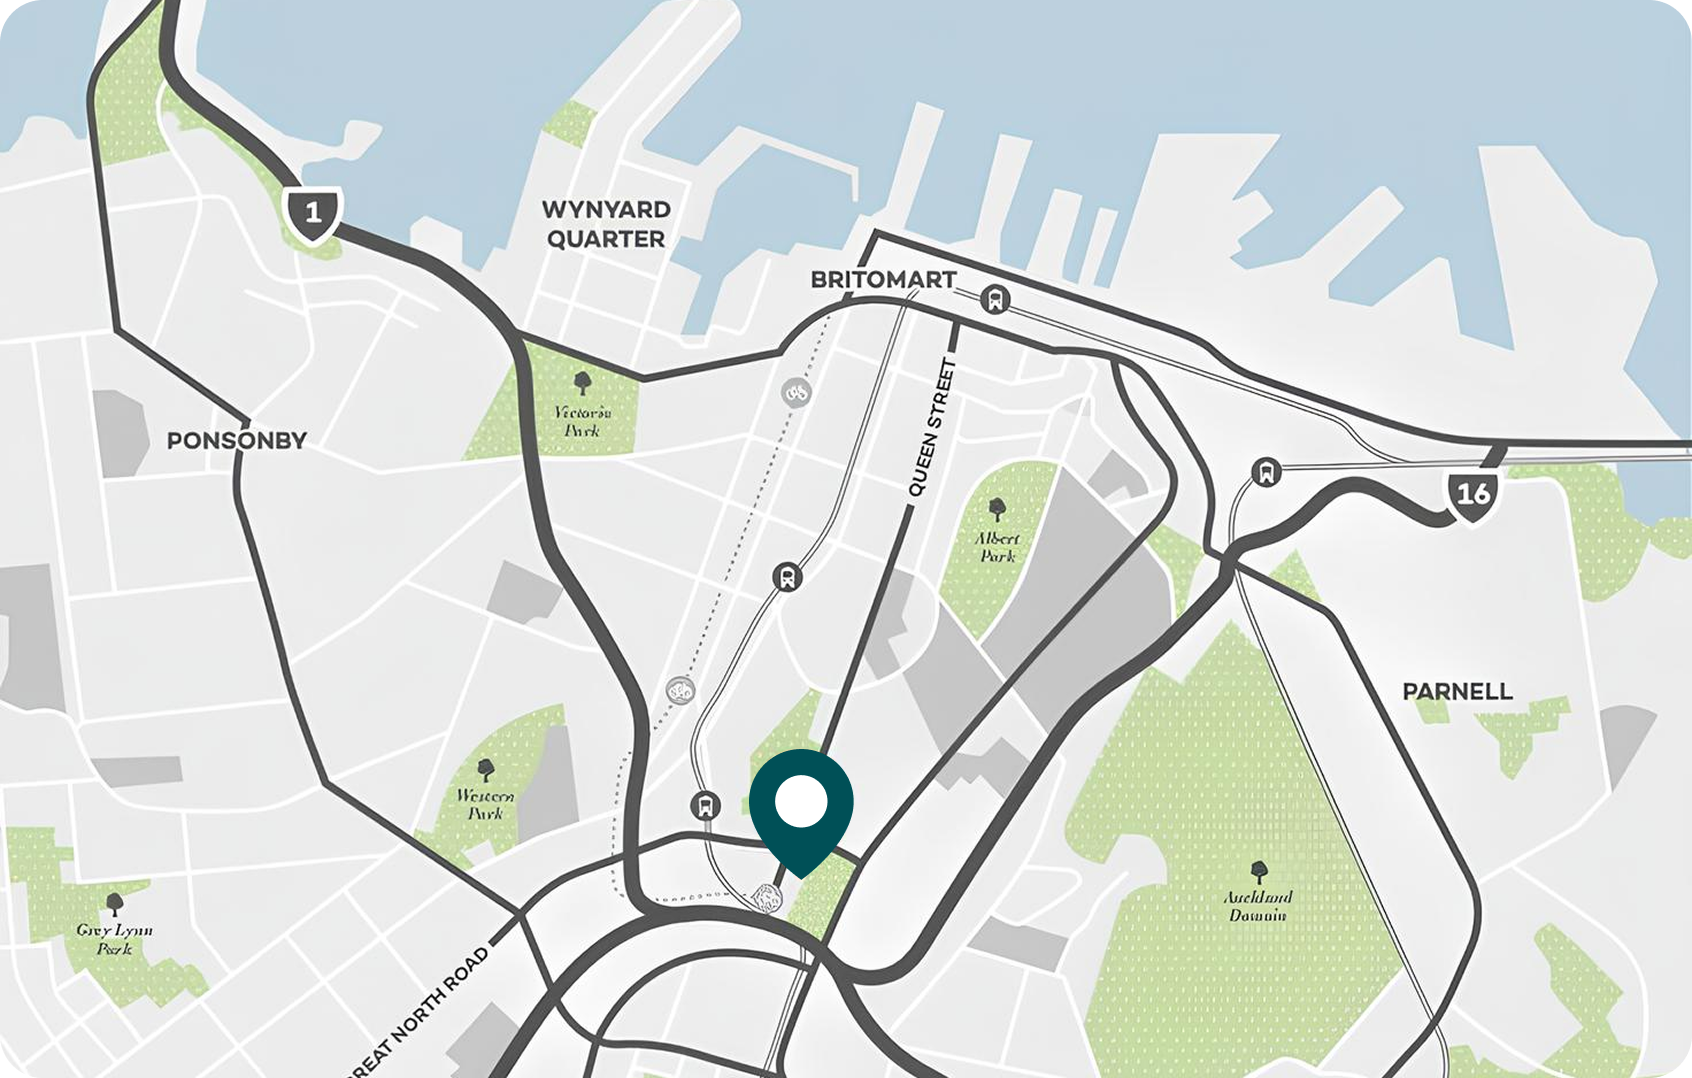 1
WYNYARD
QUARTER
BRITOMART
QUEEN STREET
Victoria
Park
PONSONBY
16
Albert
Park
PARNELL
Western
Park
Auckland
Domain
Grey Lynn
Park
GREAT NORTH ROAD